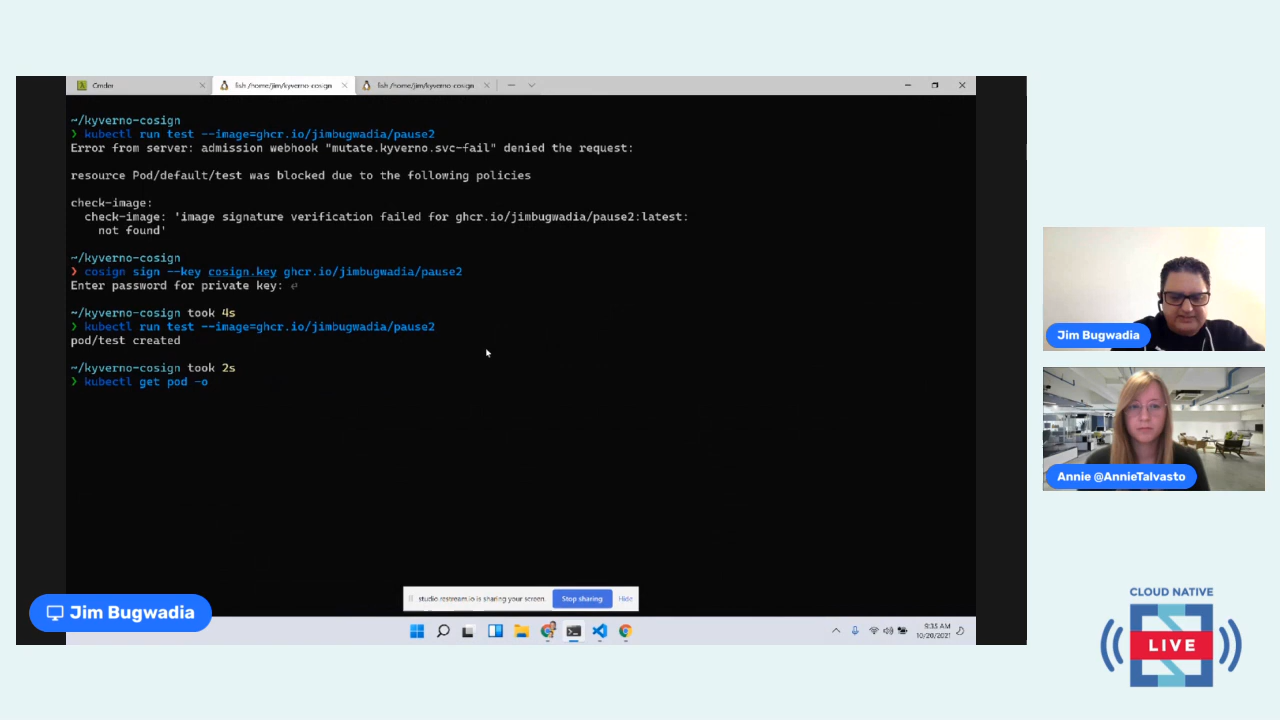 Cmder
fish /home/jim/kyverno-cosign
fish /home/jim/kyverno-cosign
~/kyverno-cosign
❯ kubectl run test --image=ghcr.io/jimbugwadia/pause2
Error from server: admission webhook "mutate.kyverno.svc-fail" denied the request:
resource Pod/default/test was blocked due to the following policies
check-image:
check-image: 'image signature verification failed for ghcr.io/jimbugwadia/pause2:latest:
not found'
~/kyverno-cosign
❯ cosign sign --key cosign.key ghcr.io/jimbugwadia/pause2
Enter password for private key: ⏎
~/kyverno-cosign took 4s
❯ kubectl run test --image=ghcr.io/jimbugwadia/pause2
pod/test created
~/kyverno-cosign took 2s
❯ kubectl get pod -o
studio.restream.io is sharing your screen.
Stop sharing
Hide
Jim Bugwadia
9:35 AM
10/20/2021
Jim Bugwadia
Annie @AnnieTalvasto
CLOUD NATIVE
LIVE